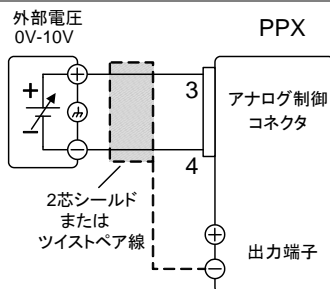 外部電圧
0V-10V
PPX
3
アナログ制御
コネクタ
4
2芯シールド
または
ツイストペア線
出力端子